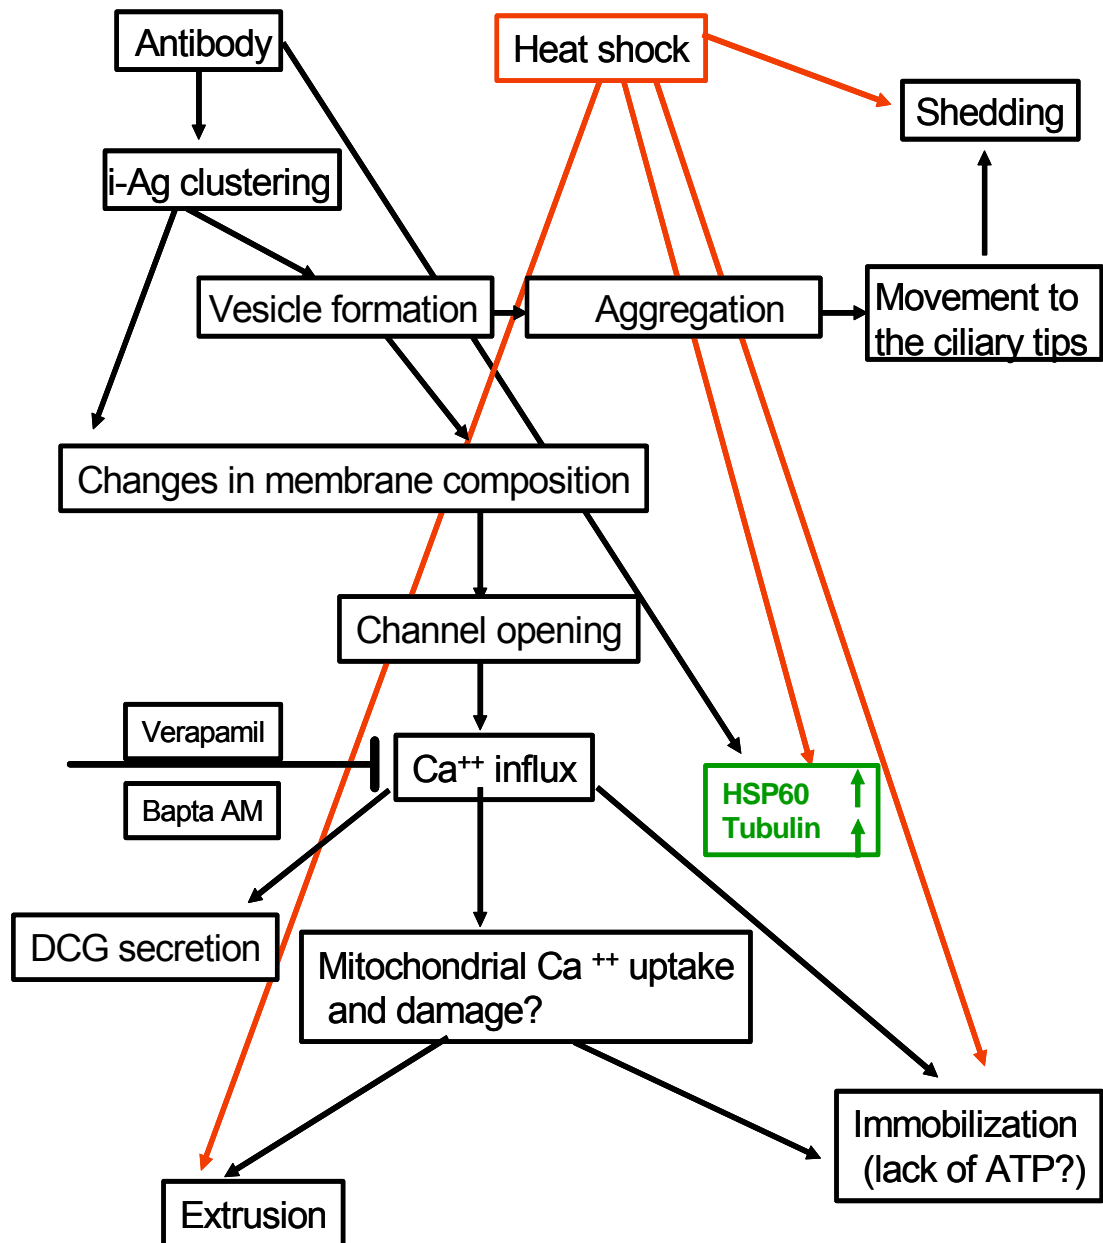 Antibody
Heat shock
Shedding
i-Ag clustering
Vesicle formation
Aggregation
Movement to
the ciliary tips
Changes in membrane composition
Channel opening
Verapamil
Ca⁺⁺ influx
Bapta AM
HSP60
Tubulin
DCG secretion
Mitochondrial Ca ⁺⁺ uptake
and damage?
Immobilization
(lack of ATP?)
Extrusion